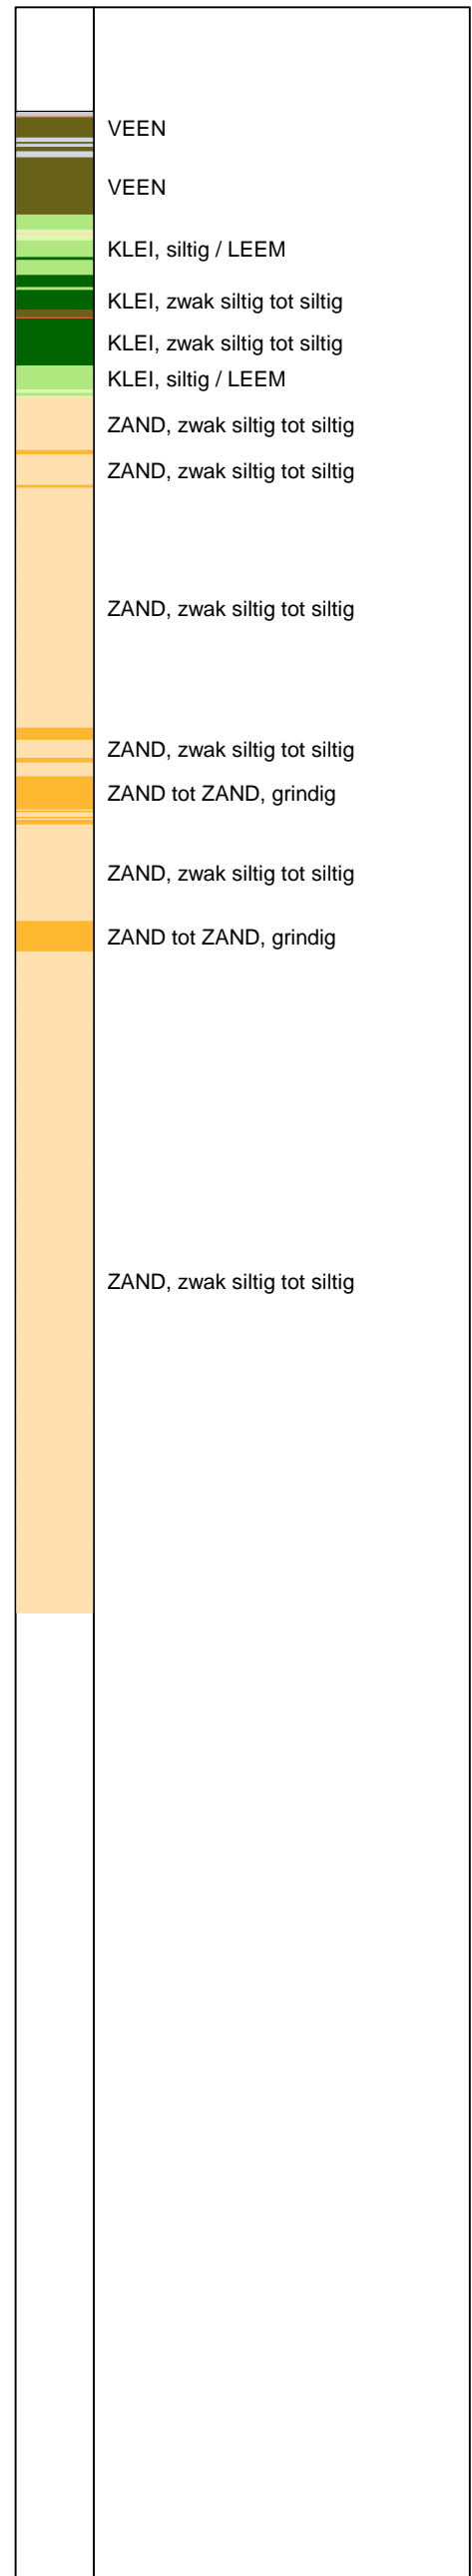 VEEN
VEEN
KLEI, siltig / LEEM
KLEI, zwak siltig tot siltig
KLEI, zwak siltig tot siltig
KLEI, siltig / LEEM
ZAND, zwak siltig tot siltig
ZAND, zwak siltig tot siltig
ZAND, zwak siltig tot siltig
ZAND, zwak siltig tot siltig
ZAND tot ZAND, grindig
ZAND, zwak siltig tot siltig
ZAND tot ZAND, grindig
ZAND, zwak siltig tot siltig